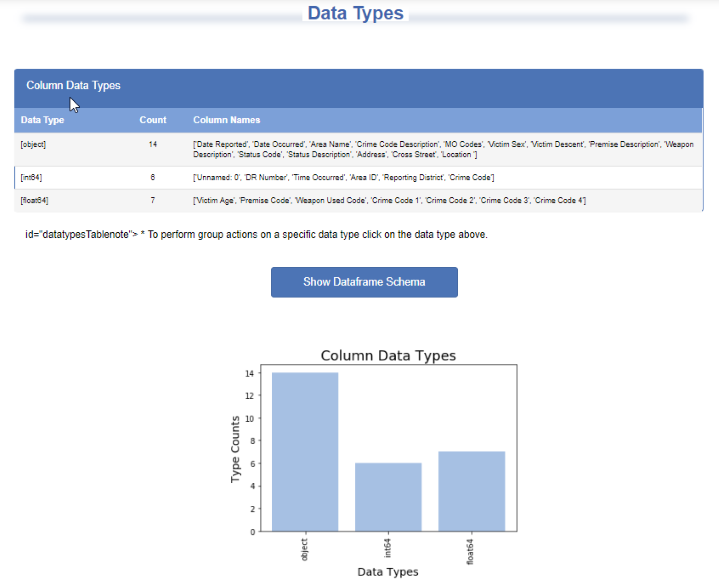 Data Types
Column Data Types
Data Type Count Column Names
[object] 14 ['Date Reported', 'Date Occurred', 'Area Name', 'Crime Code Description', 'MO Codes', 'Victim Sex', 'Victim Descent', 'Premise Description', 'Weapon
Description', 'Status Code', 'Status Description', 'Address', 'Cross Street', 'Location ']
[int64] 6 ['Unnamed: 0', 'DR Number', 'Time Occurred', 'Area ID', 'Reporting District', 'Crime Code']
[float64] 7 ['Victim Age', 'Premise Code', 'Weapon Used Code', 'Crime Code 1', 'Crime Code 2', 'Crime Code 3', 'Crime Code 4']
id="datatypesTablenote"> * To perform group actions on a specific data type click on the data type above.
Show Dataframe Schema
Column Data Types
Type Counts
14
12
10
8
6
4
2
0
object int64 float64
Data Types